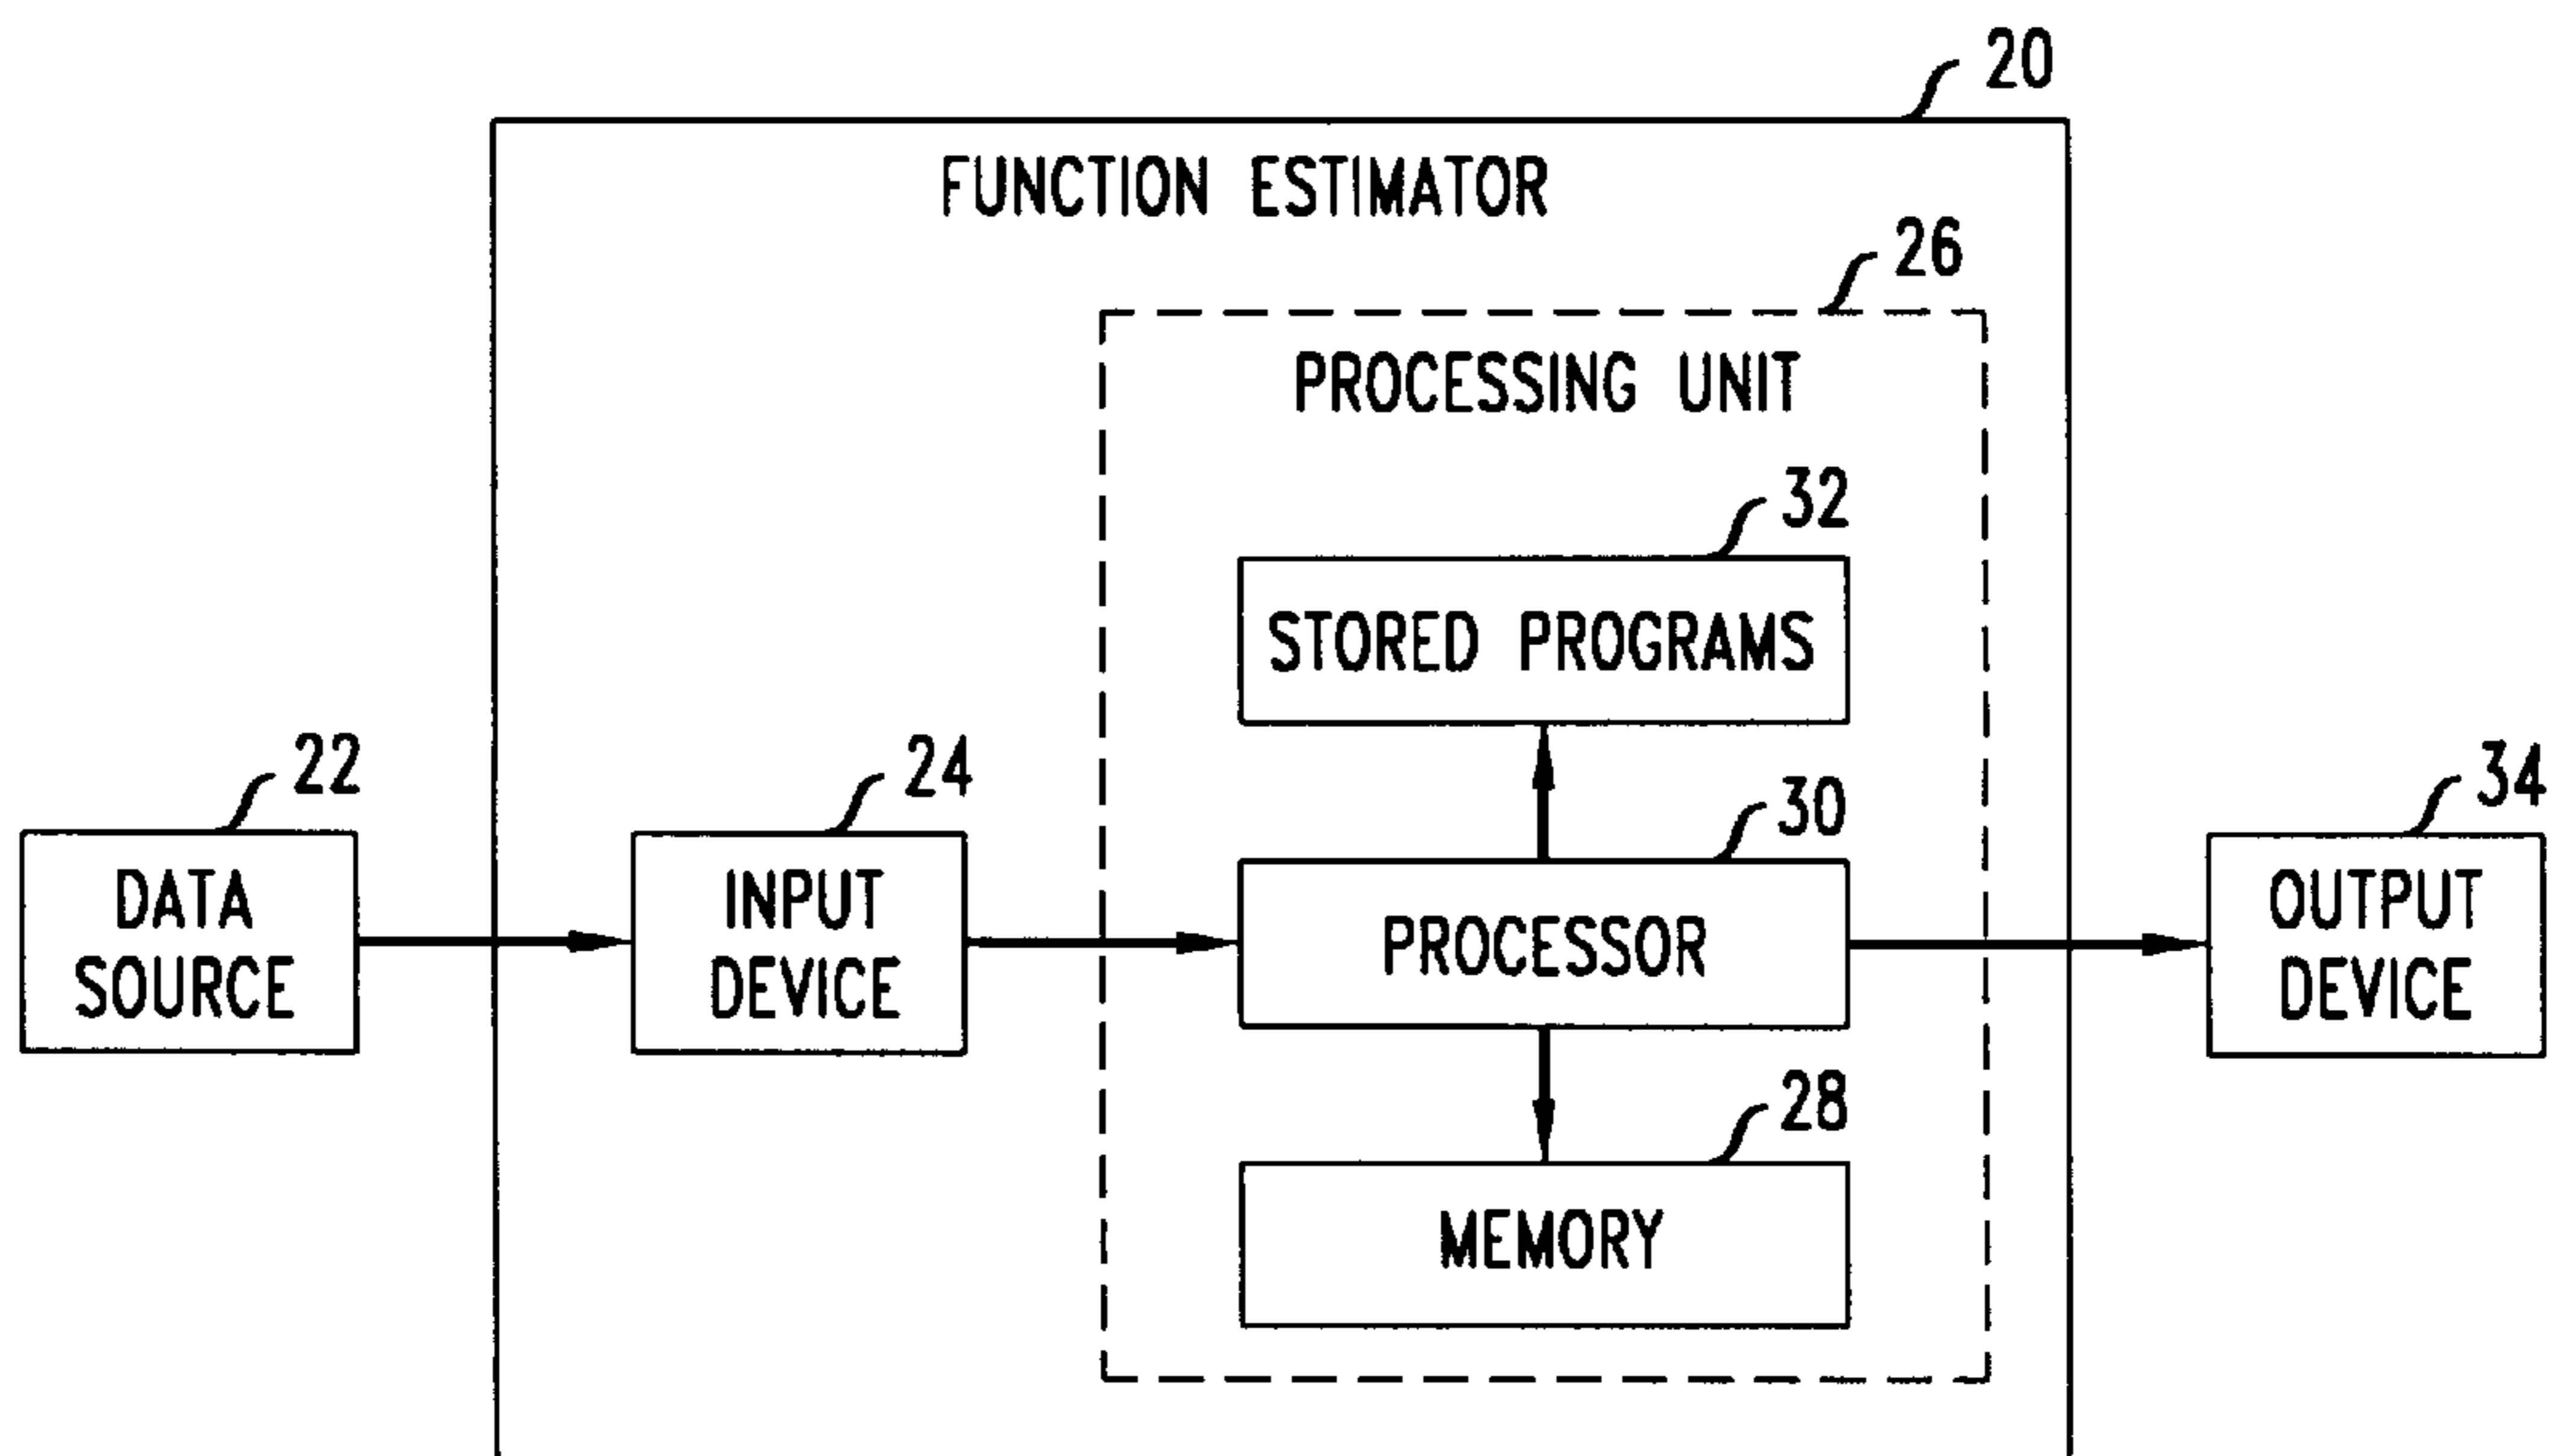 20
FUNCTION ESTIMATOR
26
PROCESSING UNIT
32
STORED PROGRAMS
22
DATA
SOURCE
24
INPUT
DEVICE
30
PROCESSOR
34
OUTPUT
DEVICE
28
MEMORY